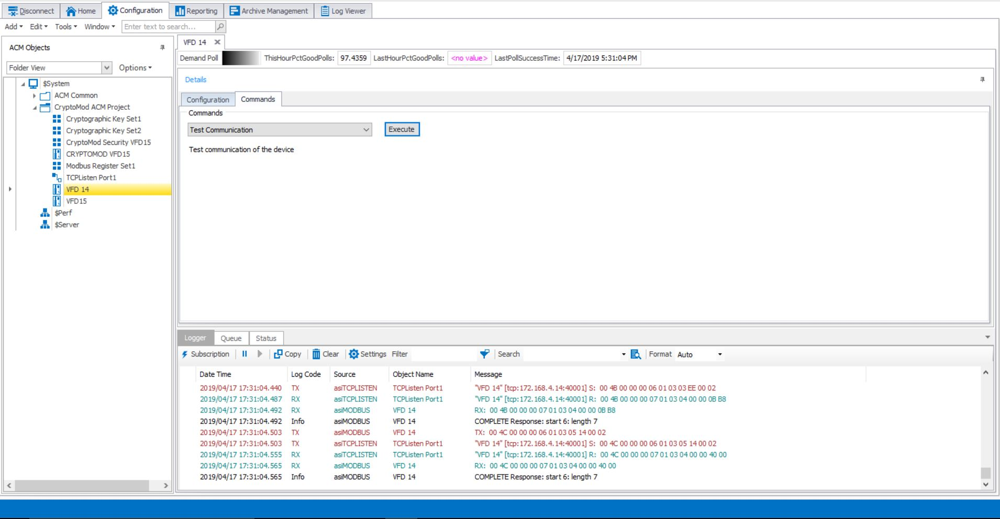 Disconnect Home Configuration Reporting Archive Management Log Viewer
Add Edit Tools Window Enter text to search...
ACM Objects
Folder View Options
$System
ACM Common
CryptoMod ACM Project
Cryptographic Key Set1
Cryptographic Key Set2
CryptoMod Security VFD15
CRYPTOMOD VFD15
Modbus Register Set1
TCPListen Port1
VFD 14
VFD15
$Perf
$Server
VFD 14
Demand Poll ThisHourPctGoodPolls: 97.4359 LastHourPctGoodPolls: <no value> LastPollSuccessTime: 4/17/2019 5:31:04 PM
Details
Configuration Commands
Commands
Test Communication Execute
Test communication of the device
Logger Queue Status
Subscription Copy Clear Settings Filter Search Format Auto
Date Time Log Code Source Object Name Message
2019/04/17 17:31:04.440 TX asiTCPLISTEN TCPListen Port1 "VFD 14" [tcp:172.168.4.14:40001] S: 00 4B 00 00 00 06 01 03 03 EE 00 02
2019/04/17 17:31:04.487 RX asiTCPLISTEN TCPListen Port1 "VFD 14" [tcp:172.168.4.14:40001] R: 00 4B 00 00 00 07 01 03 04 00 00 0B B8
2019/04/17 17:31:04.492 RX asiMODBUS VFD 14 RX: 00 4B 00 00 00 07 01 03 04 00 00 0B B8
2019/04/17 17:31:04.492 Info asiMODBUS VFD 14 COMPLETE Response: start 6: length 7
2019/04/17 17:31:04.503 TX asiMODBUS VFD 14 TX: 00 4C 00 00 00 06 01 03 05 14 00 02
2019/04/17 17:31:04.503 TX asiTCPLISTEN TCPListen Port1 "VFD 14" [tcp:172.168.4.14:40001] S: 00 4C 00 00 00 06 01 03 05 14 00 02
2019/04/17 17:31:04.555 RX asiTCPLISTEN TCPListen Port1 "VFD 14" [tcp:172.168.4.14:40001] R: 00 4C 00 00 00 07 01 03 04 00 00 40 00
2019/04/17 17:31:04.565 RX asiMODBUS VFD 14 RX: 00 4C 00 00 00 07 01 03 04 00 00 40 00
2019/04/17 17:31:04.565 Info asiMODBUS VFD 14 COMPLETE Response: start 6: length 7